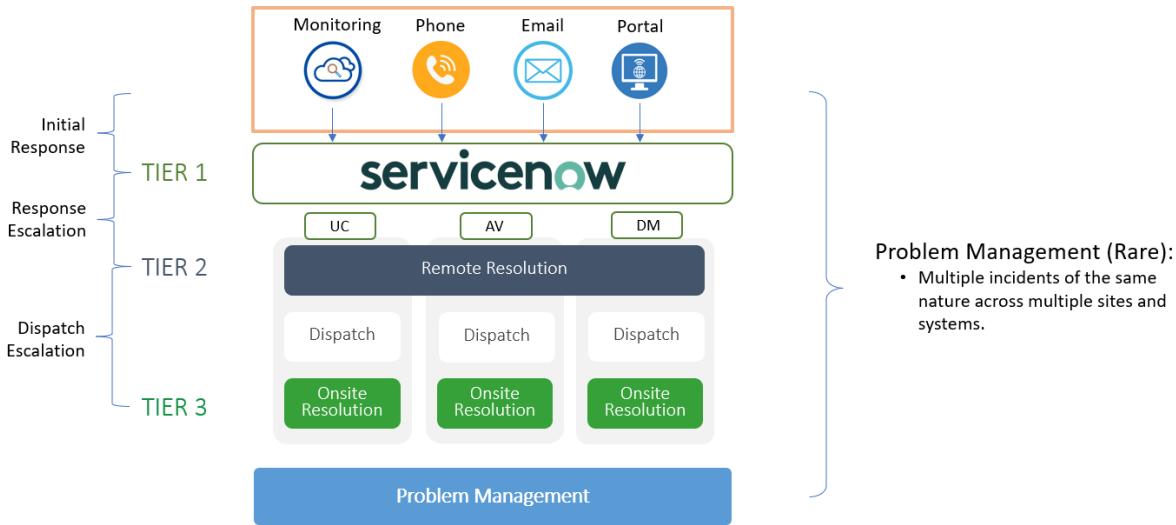 Monitoring
Phone
Email
Portal
Initial
Response
TIER 1
servicenow
Response
Escalation
UC
AV
DM
TIER 2
Remote Resolution
Problem Management (Rare):
• Multiple incidents of the same
nature across multiple sites and
systems.
Dispatch
Escalation
Dispatch
Dispatch
Dispatch
TIER 3
Onsite
Resolution
Onsite
Resolution
Onsite
Resolution
Problem Management